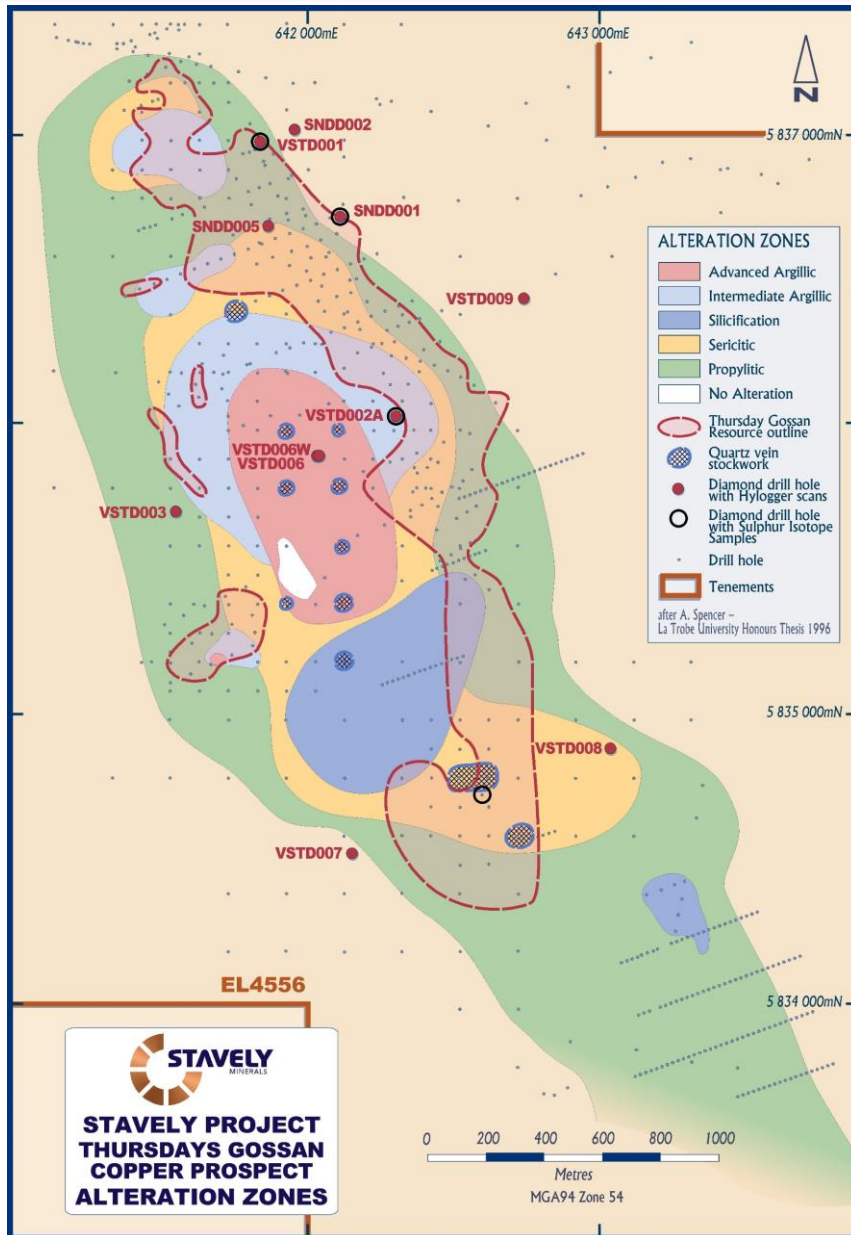 642 000mE
643 000mE
N
5 837 000mN
SNDD002
VSTD001
SNDD001
SNDD005
VSTD009
VSTD002A
VSTD006W
VSTD006
VSTD003
ALTERATION ZONES
Advanced Argillic
Intermediate Argillic
Silicification
Sericitic
Propylitic
No Alteration
Thursday Gossan
Resource outline
Quartz vein
stockwork
Diamond drill hole
with Hylogger scans
Diamond drill hole
with Sulphur Isotope
Samples
Drill hole
Tenements
after A. Spencer –
La Trobe University Honours Thesis 1996
5 835 000mN
VSTD008
VSTD007
EL4556
5 834 000mN
STAVELY
MINERALS
STAVELY PROJECT
THURSDAYS GOSSAN
COPPER PROSPECT
ALTERATION ZONES
0 200 400 600 800 1000
Metres
MGA94 Zone 54